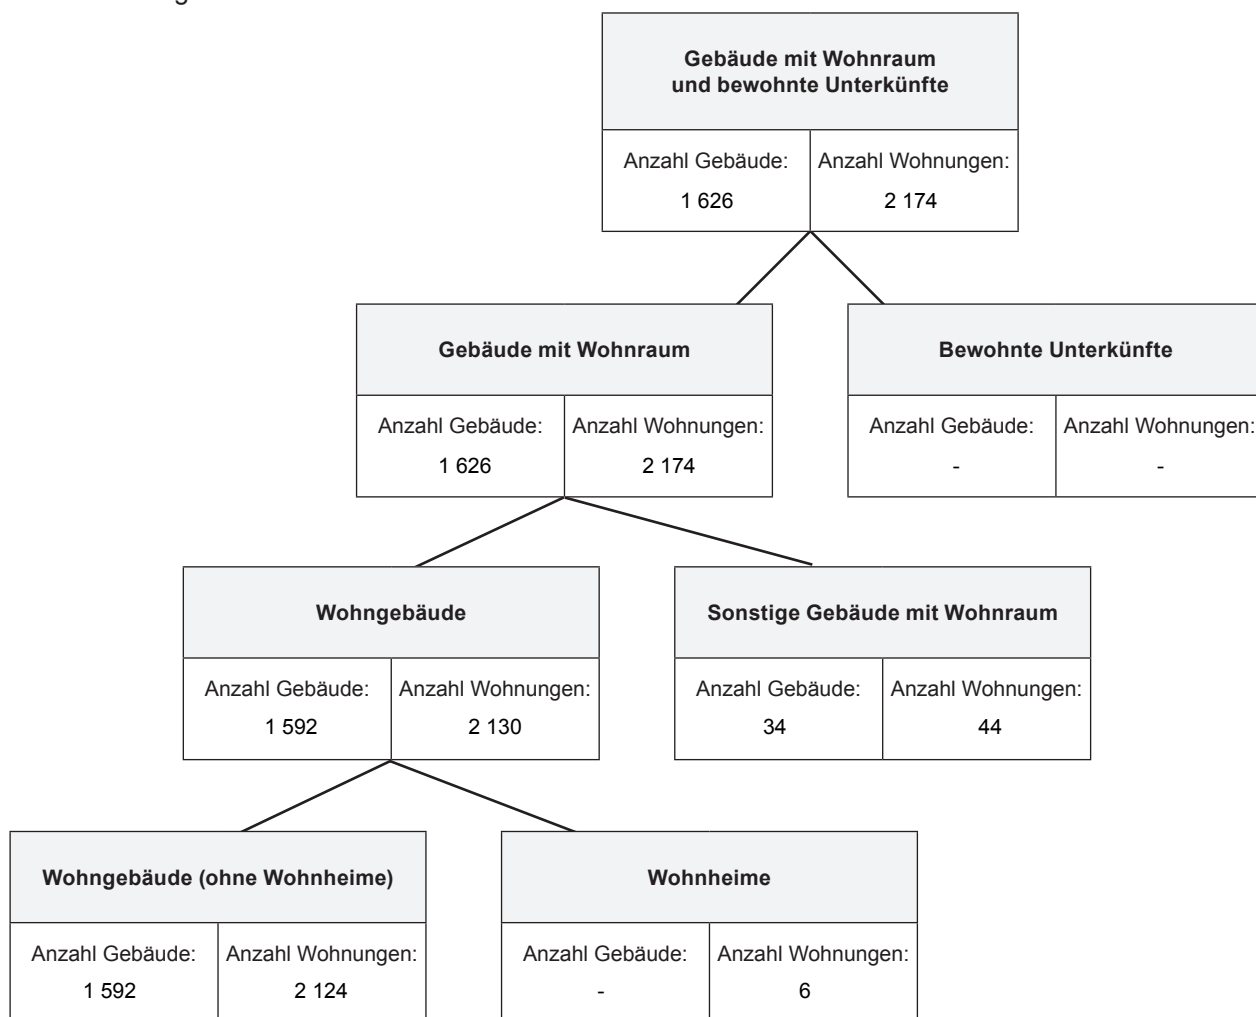 Gebäude mit Wohnraum
und bewohnte Unterkünfte
Anzahl Gebäude: Anzahl Wohnungen:
1 626 2 174
Gebäude mit Wohnraum
Bewohnte Unterkünfte
Anzahl Gebäude: Anzahl Wohnungen:
1 626 2 174
Anzahl Gebäude: Anzahl Wohnungen:
- -
Wohngebäude
Sonstige Gebäude mit Wohnraum
Anzahl Gebäude: Anzahl Wohnungen:
1 592 2 130
Anzahl Gebäude: Anzahl Wohnungen:
34 44
Wohngebäude (ohne Wohnheime)
Wohnheime
Anzahl Gebäude: Anzahl Wohnungen:
1 592 2 124
Anzahl Gebäude: Anzahl Wohnungen:
- 6